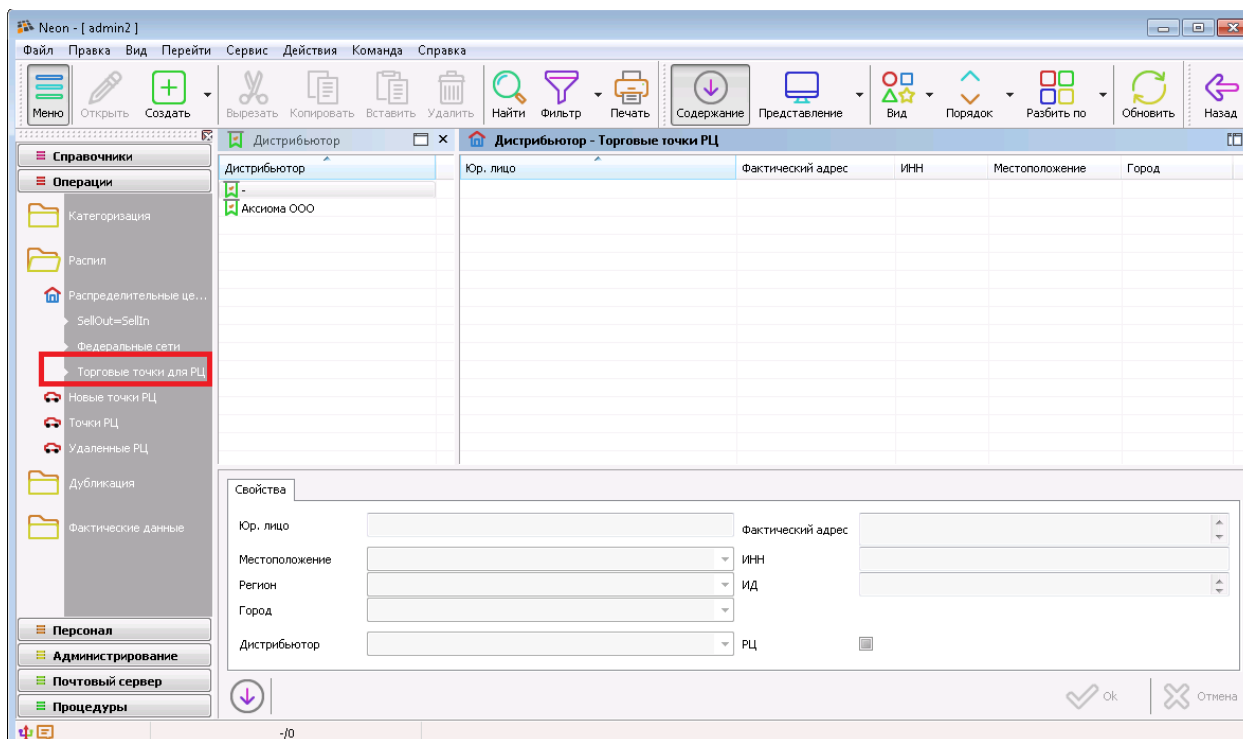 Neon - [ admin2 ]
Файл Правка Вид Перейти Сервис Действия Команда Справка
Меню Открыть Создать Вырезать Копировать Вставить Удалить Найти Фильтр Печать Содержание Представление Вид Порядок Разбить по Обновить Назад
Справочники
Операции
Категоризация
Распил
Распределительные це...
SellOut=SellIn
Федеральные сети
Торговые точки для РЦ
Новые точки РЦ
Точки РЦ
Удаленные РЦ
Дубликация
Фактические данные
Персонал
Администрирование
Почтовый сервер
Процедуры
Дистрибьютор
Дистрибьютор
-
Аксиома ООО
Дистрибьютор - Торговые точки РЦ
Юр. лицо Фактический адрес ИНН Местоположение Город
Свойства
Юр. лицо Фактический адрес
Местоположение ИНН
Регион ИД
Город
Дистрибьютор РЦ
Ok Отмена
-/0